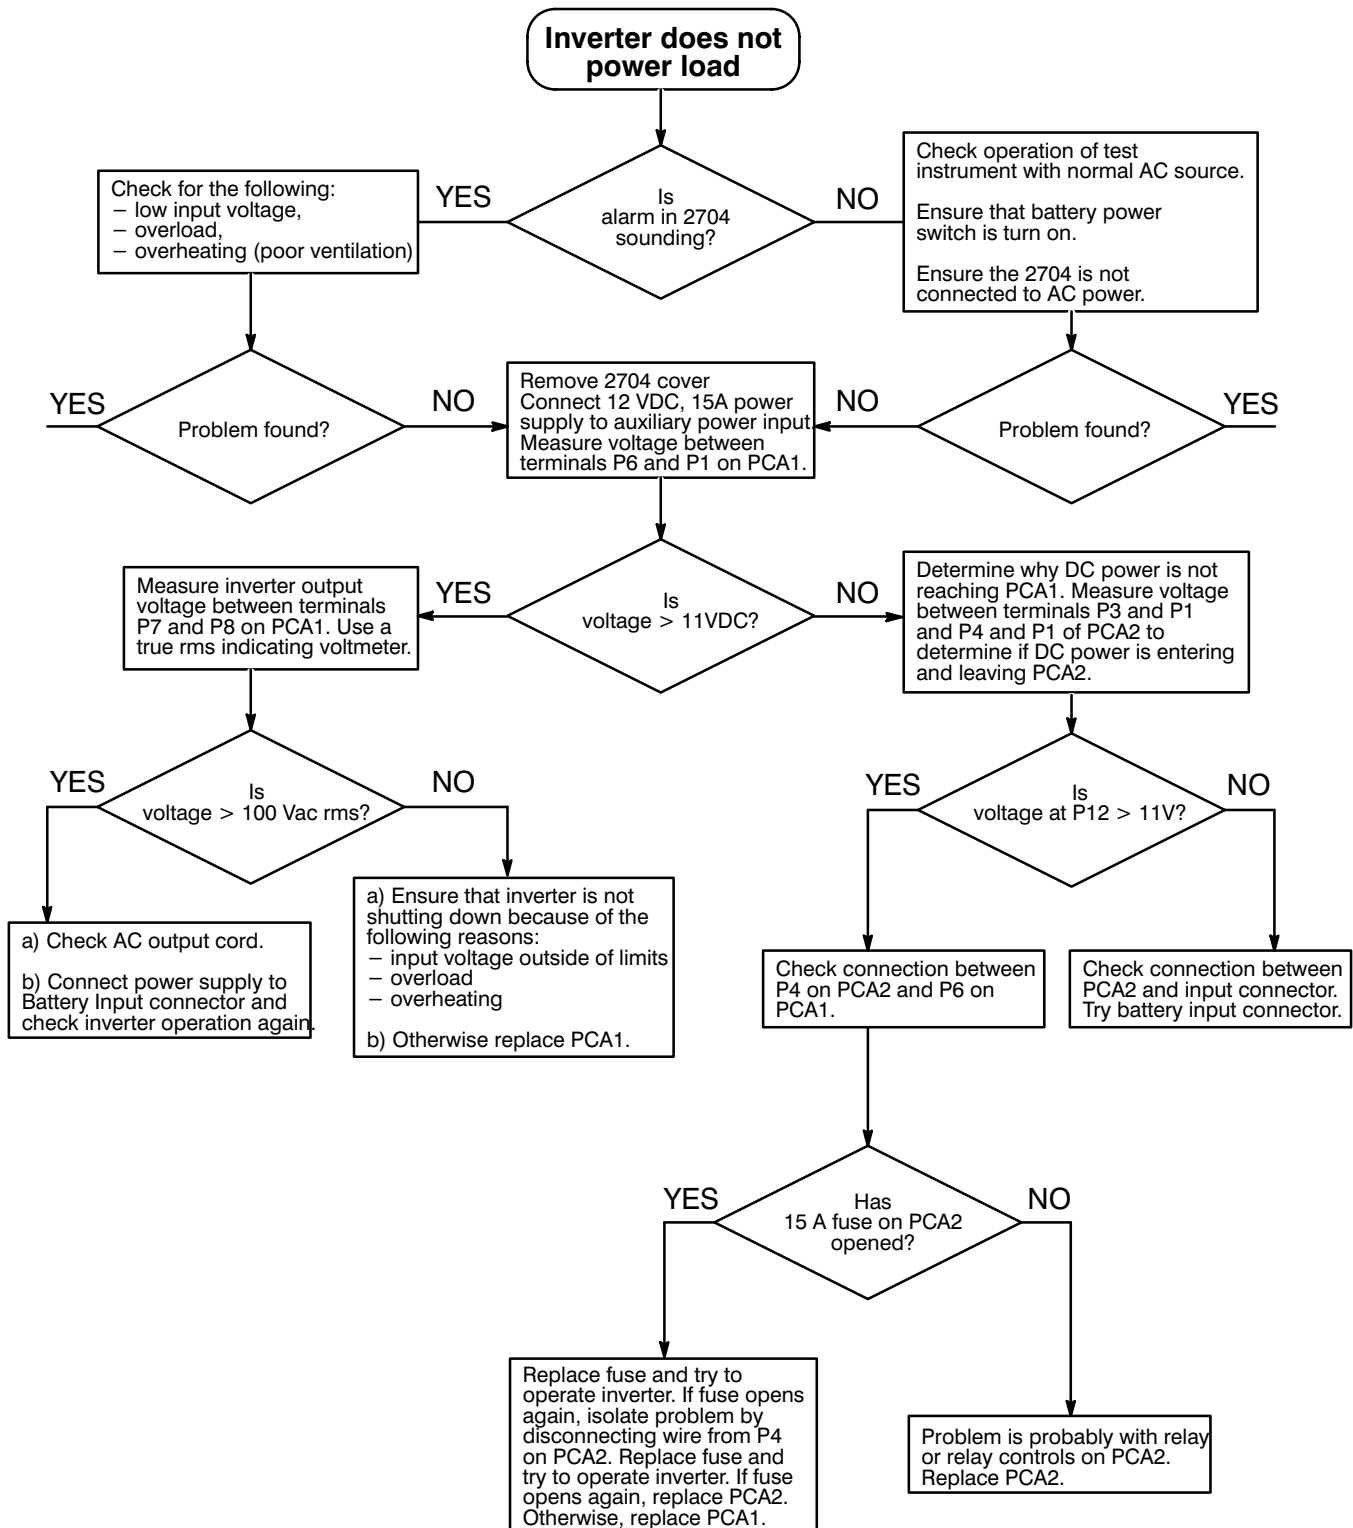 Inverter does not
power load
Is
alarm in 2704
sounding?
YES
NO
Check for the following:
– low input voltage,
– overload,
– overheating (poor ventilation)
Check operation of test
instrument with normal AC source.
Ensure that battery power
switch is turn on.
Ensure the 2704 is not
connected to AC power.
YES
Problem found?
NO
Remove 2704 cover
Connect 12 VDC, 15A power
supply to auxiliary power input.
Measure voltage between
terminals P6 and P1 on PCA1.
NO
Problem found?
YES
Measure inverter output
voltage between terminals
P7 and P8 on PCA1. Use a
true rms indicating voltmeter.
YES
Is
voltage > 11VDC?
NO
Determine why DC power is not
reaching PCA1. Measure voltage
between terminals P3 and P1
and P4 and P1 of PCA2 to
determine if DC power is entering
and leaving PCA2.
YES
Is
voltage > 100 Vac rms?
NO
YES
Is
voltage at P12 > 11V?
NO
a) Check AC output cord.
b) Connect power supply to
Battery Input connector and
check inverter operation again.
a) Ensure that inverter is not
shutting down because of the
following reasons:
– input voltage outside of limits
– overload
– overheating
b) Otherwise replace PCA1.
Check connection between
P4 on PCA2 and P6 on
PCA1.
Check connection between
PCA2 and input connector.
Try battery input connector.
YES
Has
15 A fuse on PCA2
opened?
NO
Replace fuse and try to
operate inverter. If fuse opens
again, isolate problem by
disconnecting wire from P4
on PCA2. Replace fuse and
try to operate inverter. If fuse
opens again, replace PCA2.
Otherwise, replace PCA1.
Problem is probably with relay
or relay controls on PCA2.
Replace PCA2.